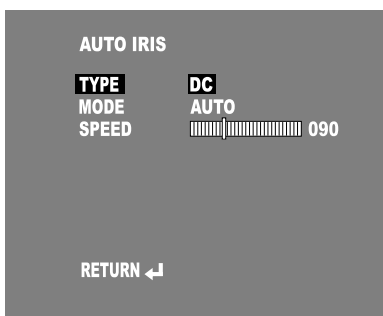 AUTO IRIS
TYPE DC
MODE AUTO
SPEED 090
RETURN